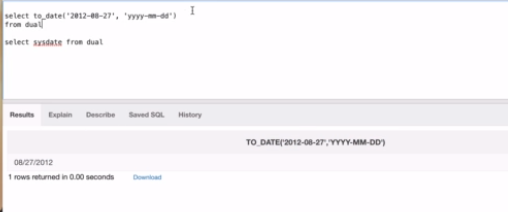 select to_date('2012-08-27', 'yyyy-mm-dd')
from dual
select sysdate from dual
Results Explain Describe Saved SQL History
TO_DATE('2012-08-27','YYYY-MM-DD')
08/27/2012
1 rows returned in 0.00 seconds Download